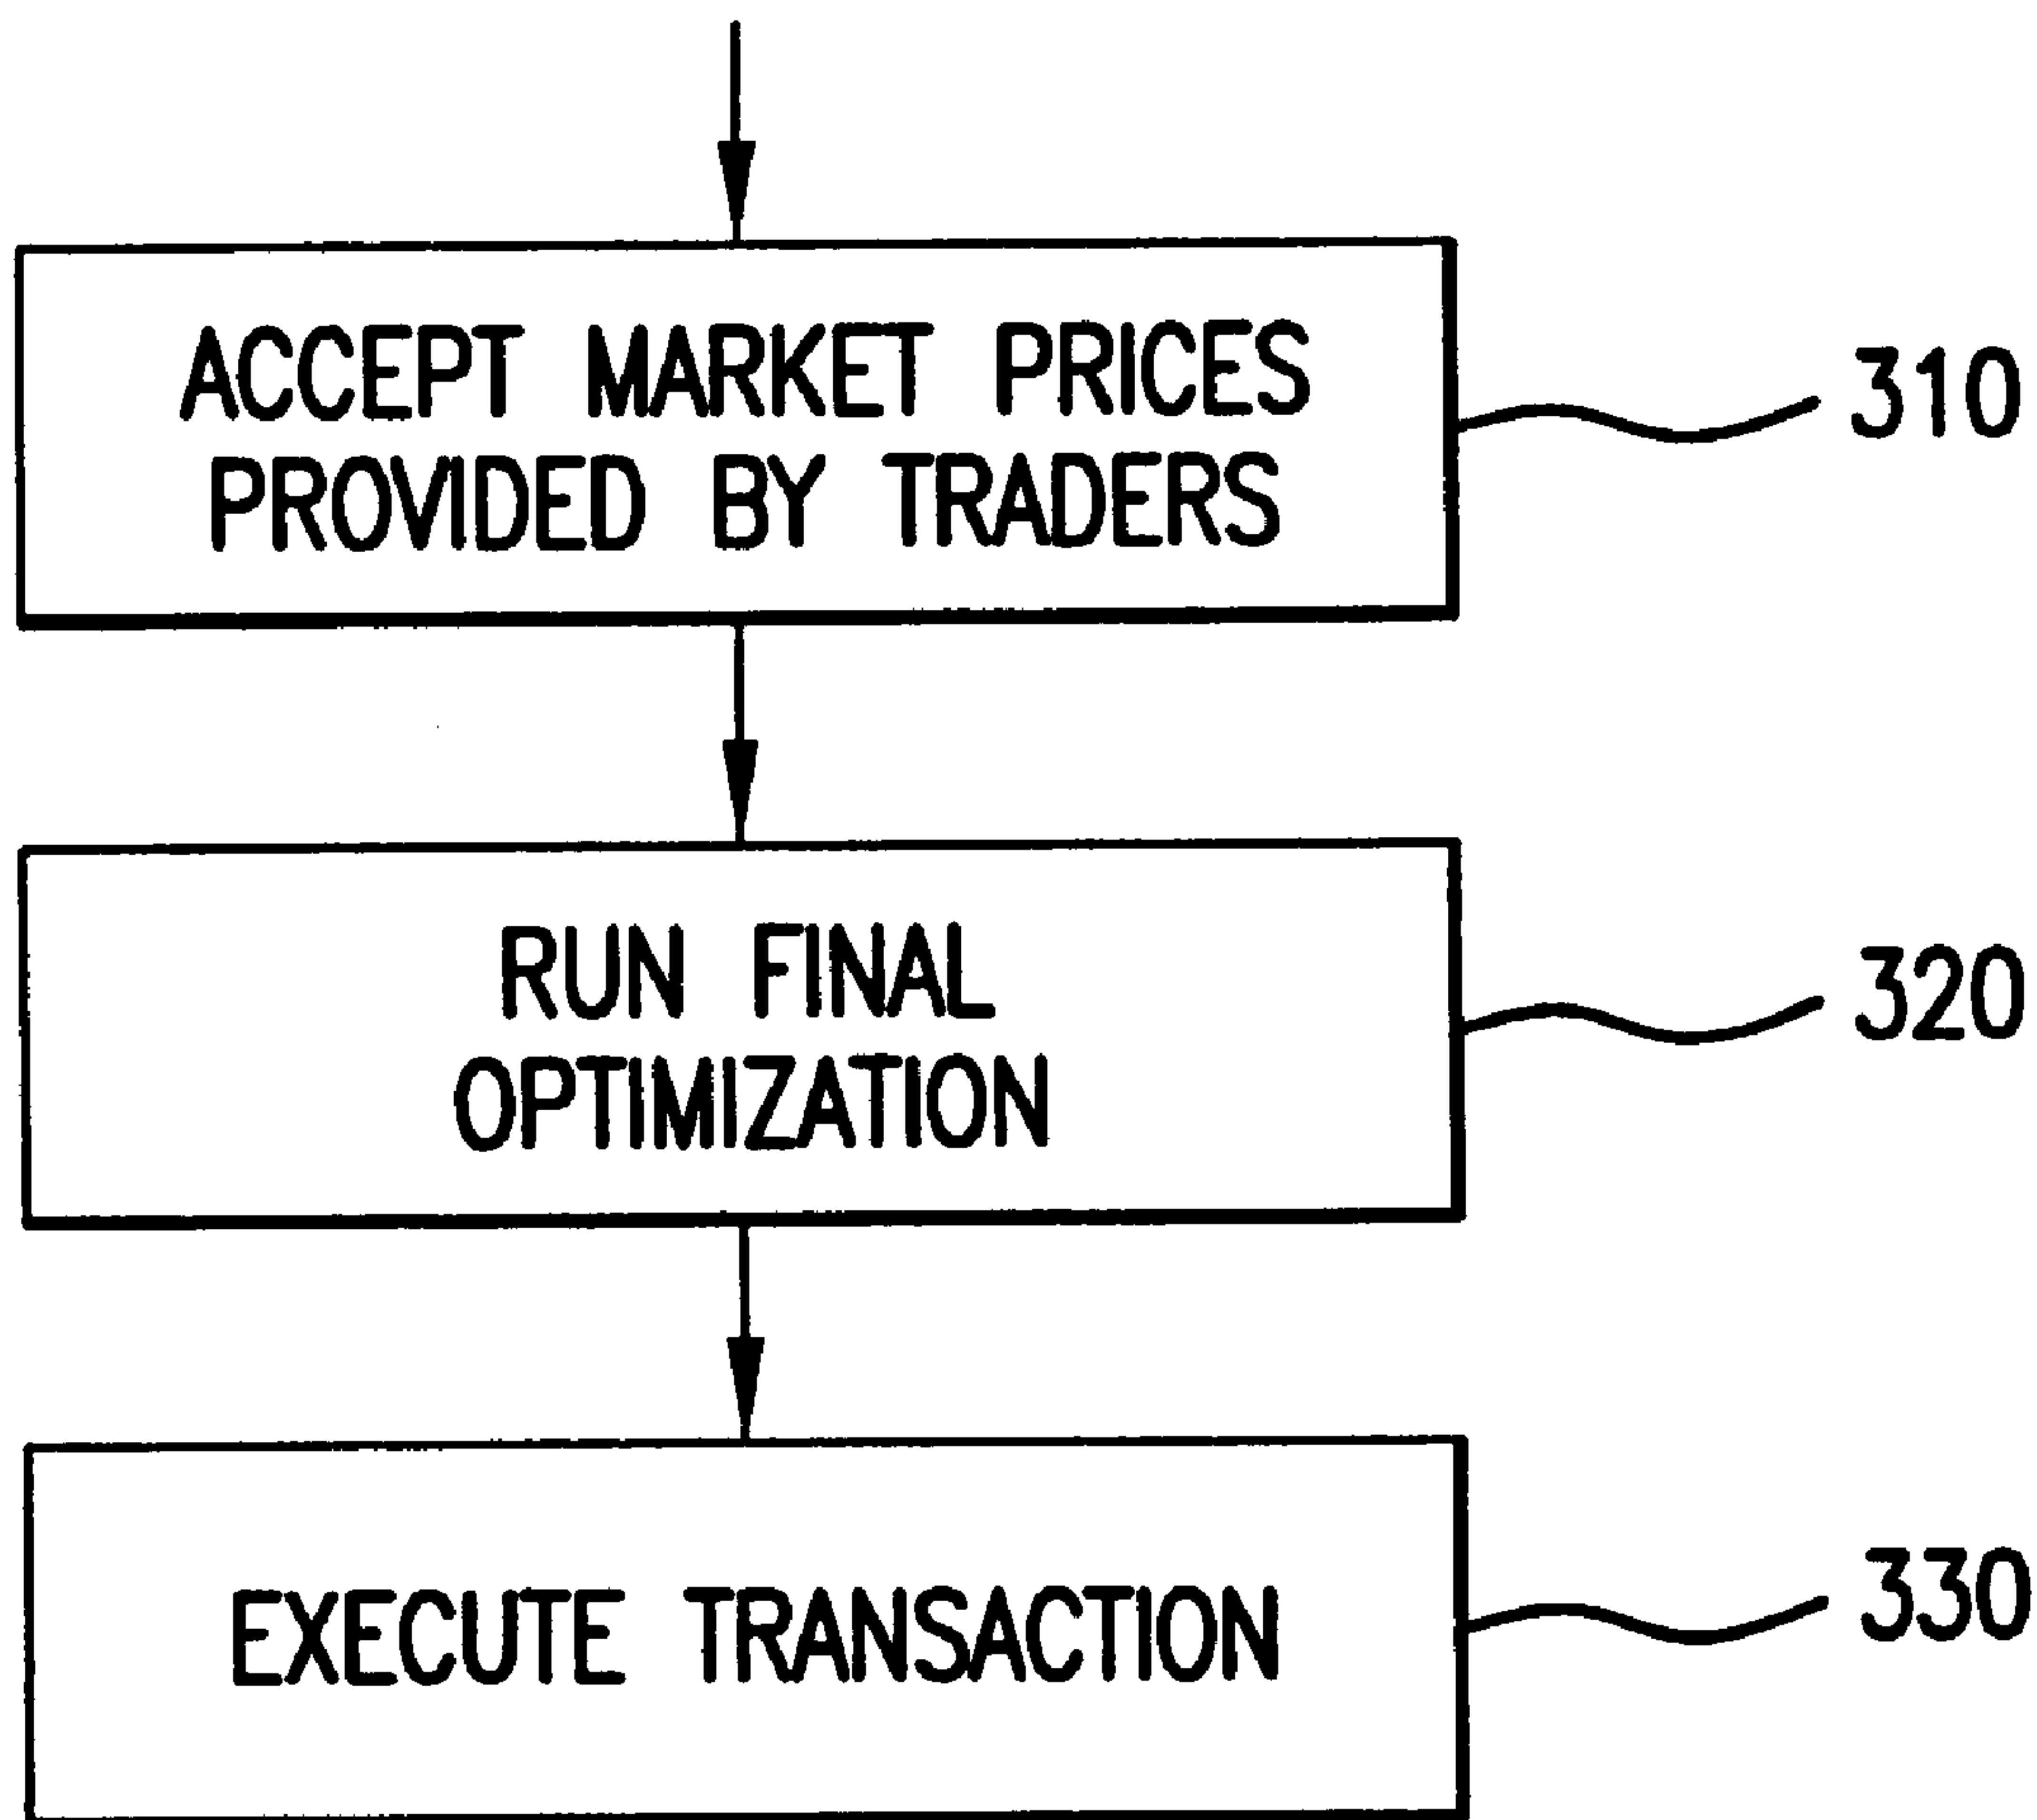 ACCEPT MARKET PRICES
PROVIDED BY TRADERS
310
RUN FINAL
OPTIMIZATION
320
EXECUTE TRANSACTION
330